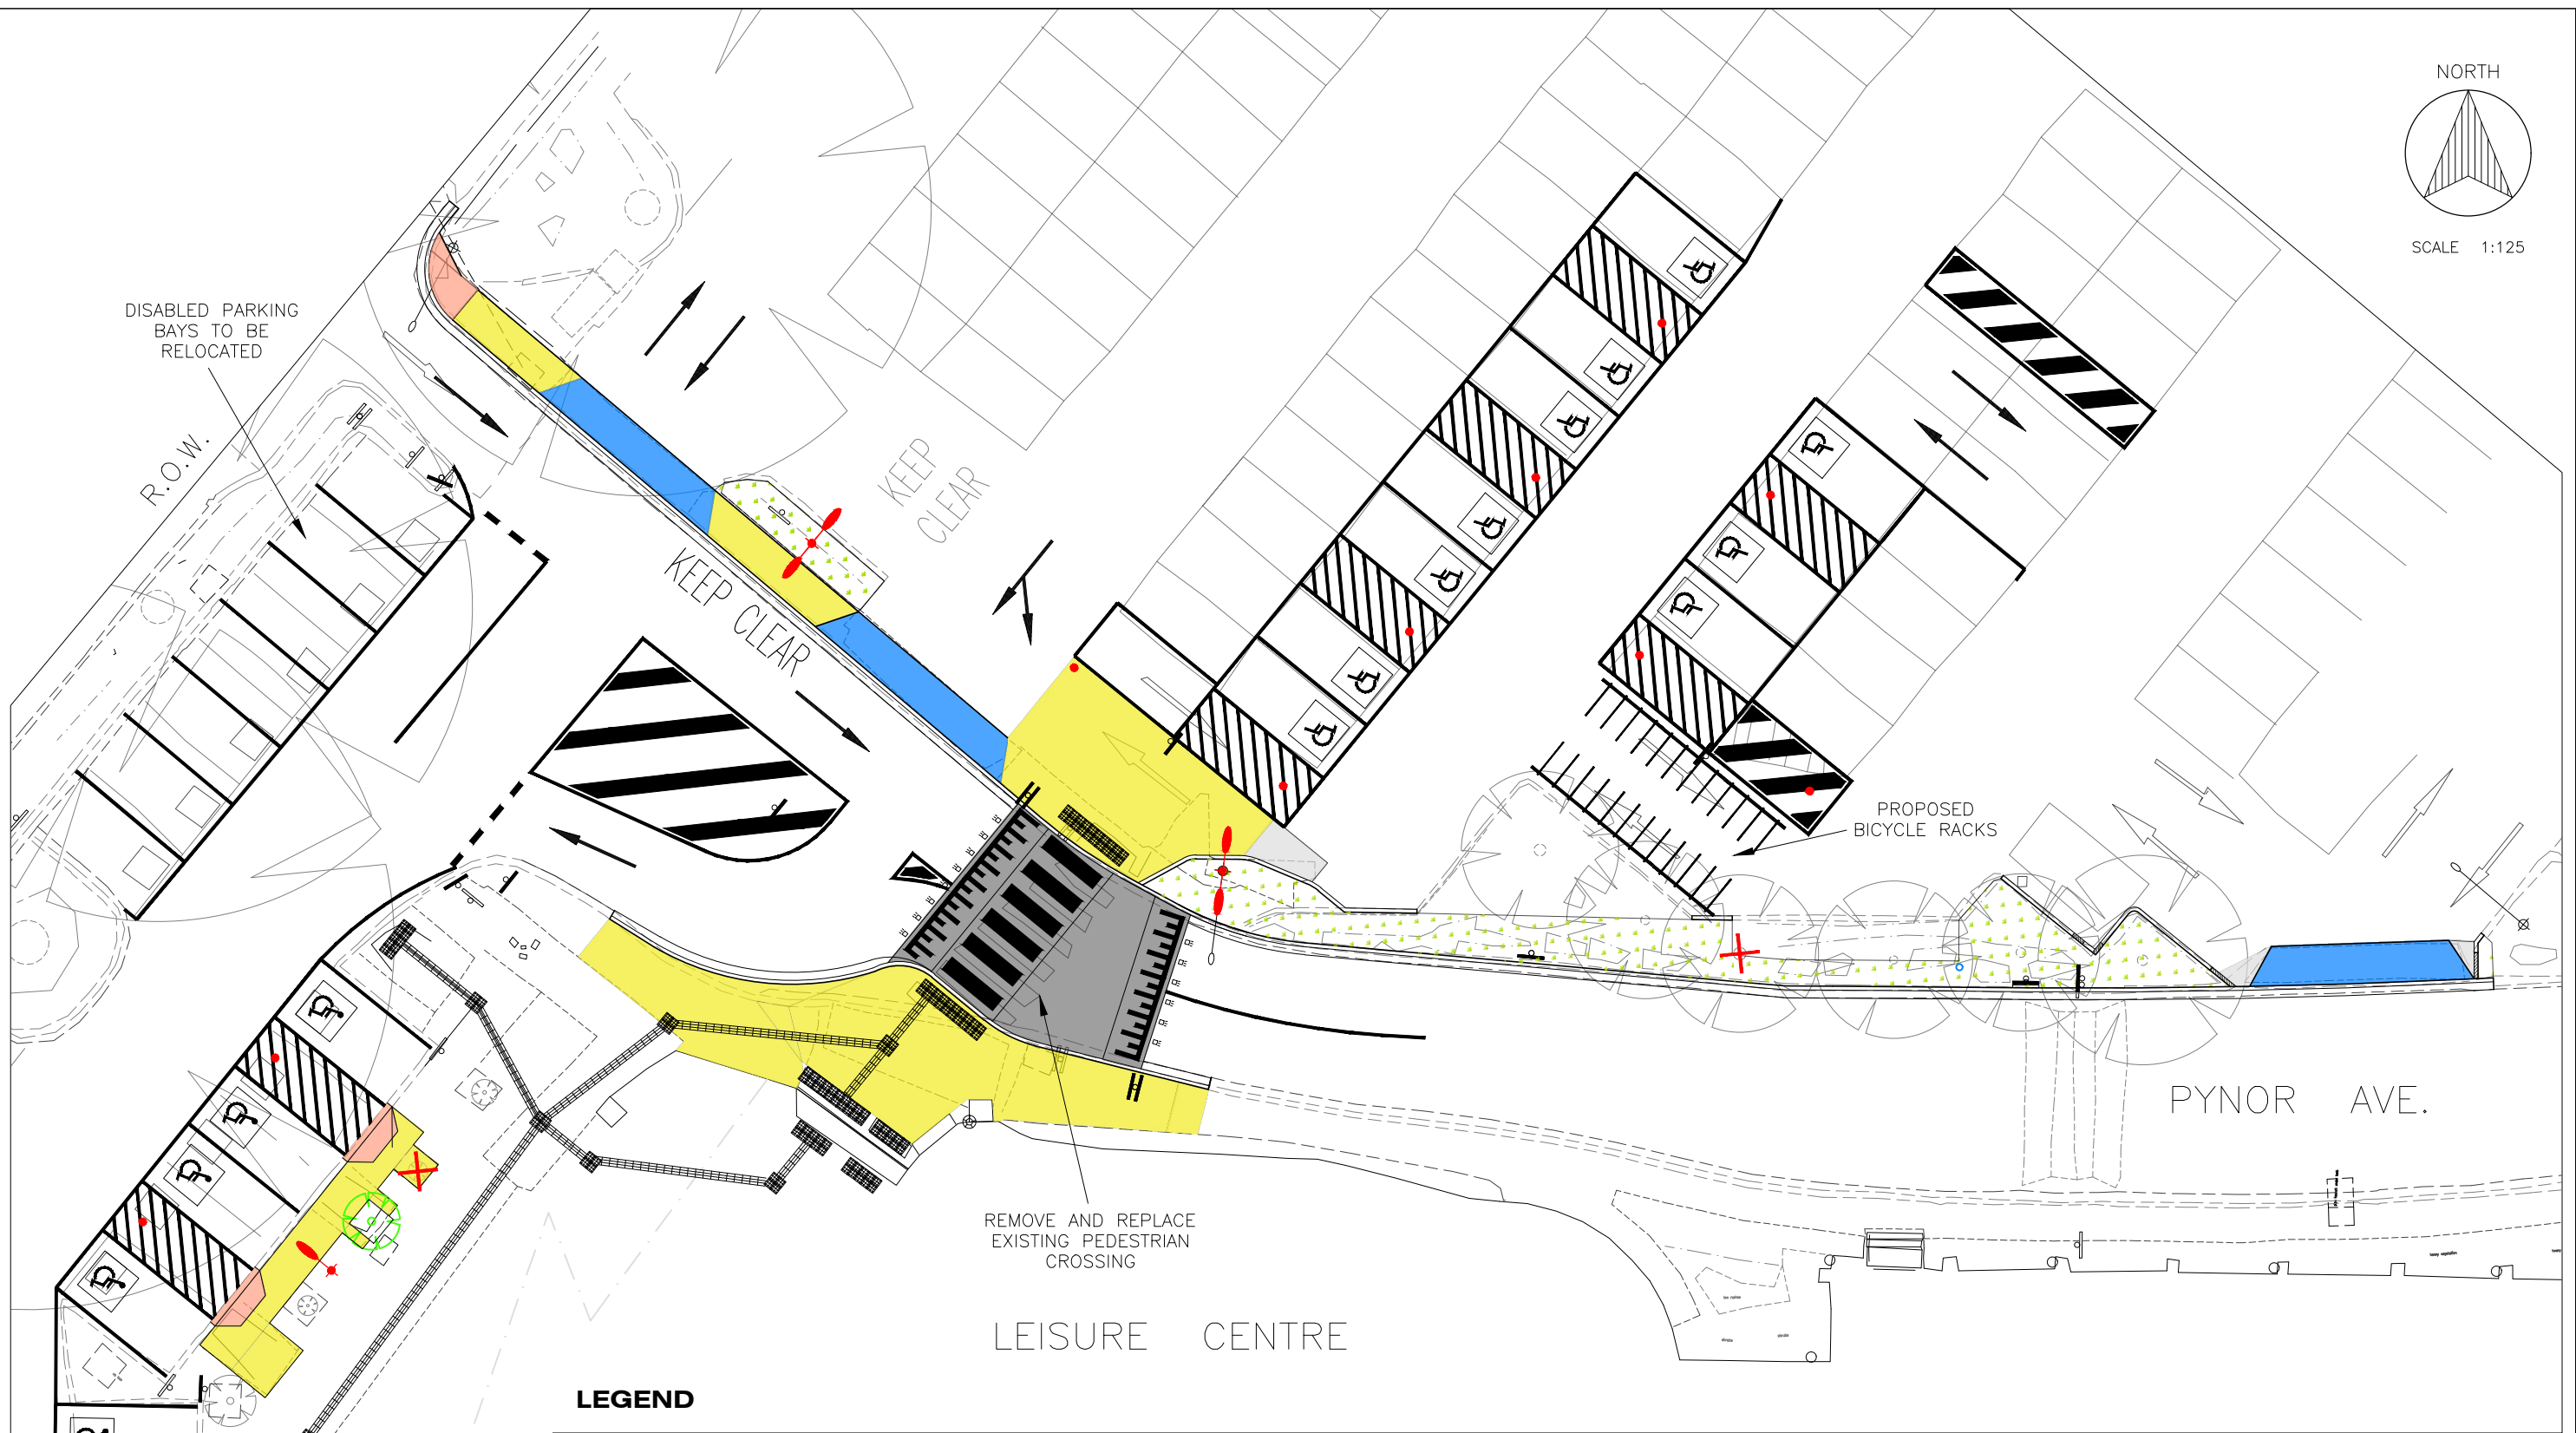 NORTH
SCALE 1:125
DISABLED PARKING
BAYS TO BE
RELOCATED
R.O.W.
KEEP
CLEAR
KEEP CLEAR
PROPOSED
BICYCLE RACKS
PYNOR AVE.
REMOVE AND REPLACE
EXISTING PEDESTRIAN
CROSSING
LEISURE CENTRE
LEGEND